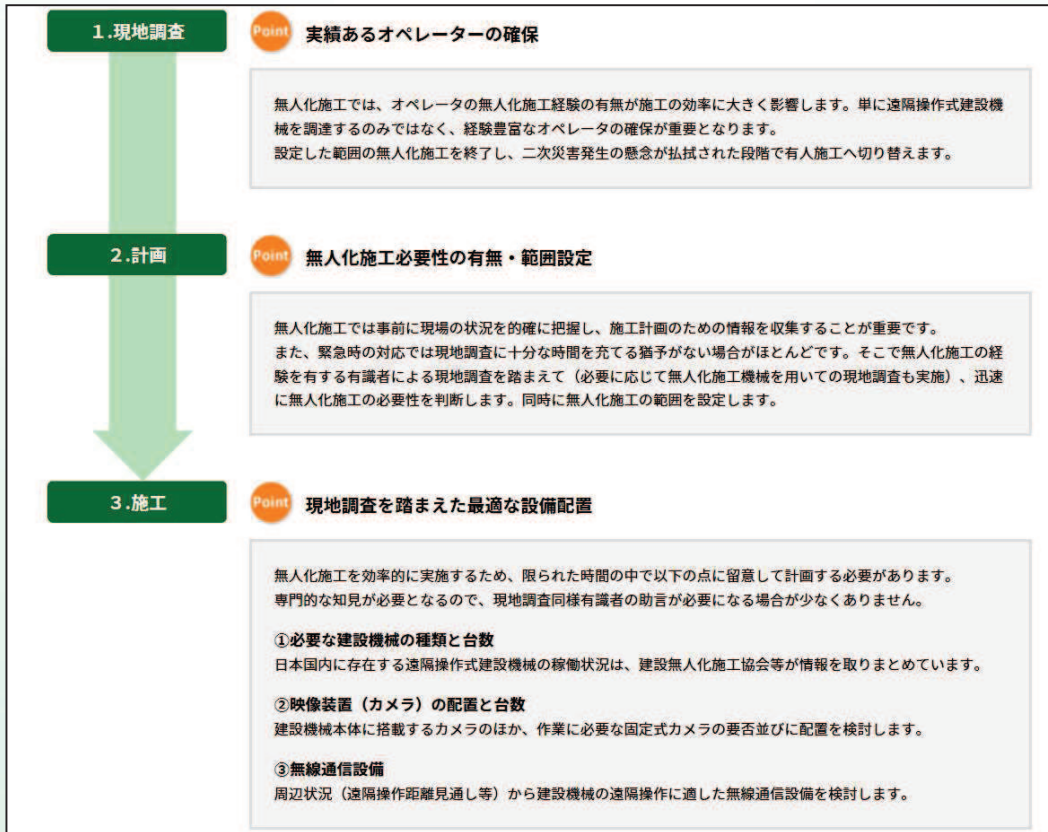 1.現地調査
Point 実績あるオペレーターの確保
無人化施工では、オペレータの無人化施工経験の有無が施工の効率に大きく影響します。単に遠隔操作式建設機
械を調達するのみではなく、経験豊富なオペレータの確保が重要となります。
設定した範囲の無人化施工を終了し、二次災害発生の懸念が払拭された段階で有人施工へ切り替えます。
2.計画
Point 無人化施工必要性の有無・範囲設定
無人化施工では事前に現場の状況を的確に把握し、施工計画のための情報を収集することが重要です。
また、緊急時の対応では現地調査に十分な時間を充てる猶予がない場合がほとんどです。そこで無人化施工の経
験を有する有識者による現地調査を踏まえて（必要に応じて無人化施工機械を用いての現地調査も実施）、迅速
に無人化施工の必要性を判断します。同時に無人化施工の範囲を設定します。
3.施工
Point 現地調査を踏まえた最適な設備配置
無人化施工を効率的に実施するため、限られた時間の中で以下の点に留意して計画する必要があります。
専門的な知見が必要となるので、現地調査同様有識者の助言が必要になる場合が少なくありません。
①必要な建設機械の種類と台数
日本国内に存在する遠隔操作式建設機械の稼働状況は、建設無人化施工協会等が情報を取りまとめています。
②映像装置（カメラ）の配置と台数
建設機械本体に搭載するカメラのほか、作業に必要な固定式カメラの要否並びに配置を検討します。
③無線通信設備
周辺状況（遠隔操作距離見通し等）から建設機械の遠隔操作に適した無線通信設備を検討します。